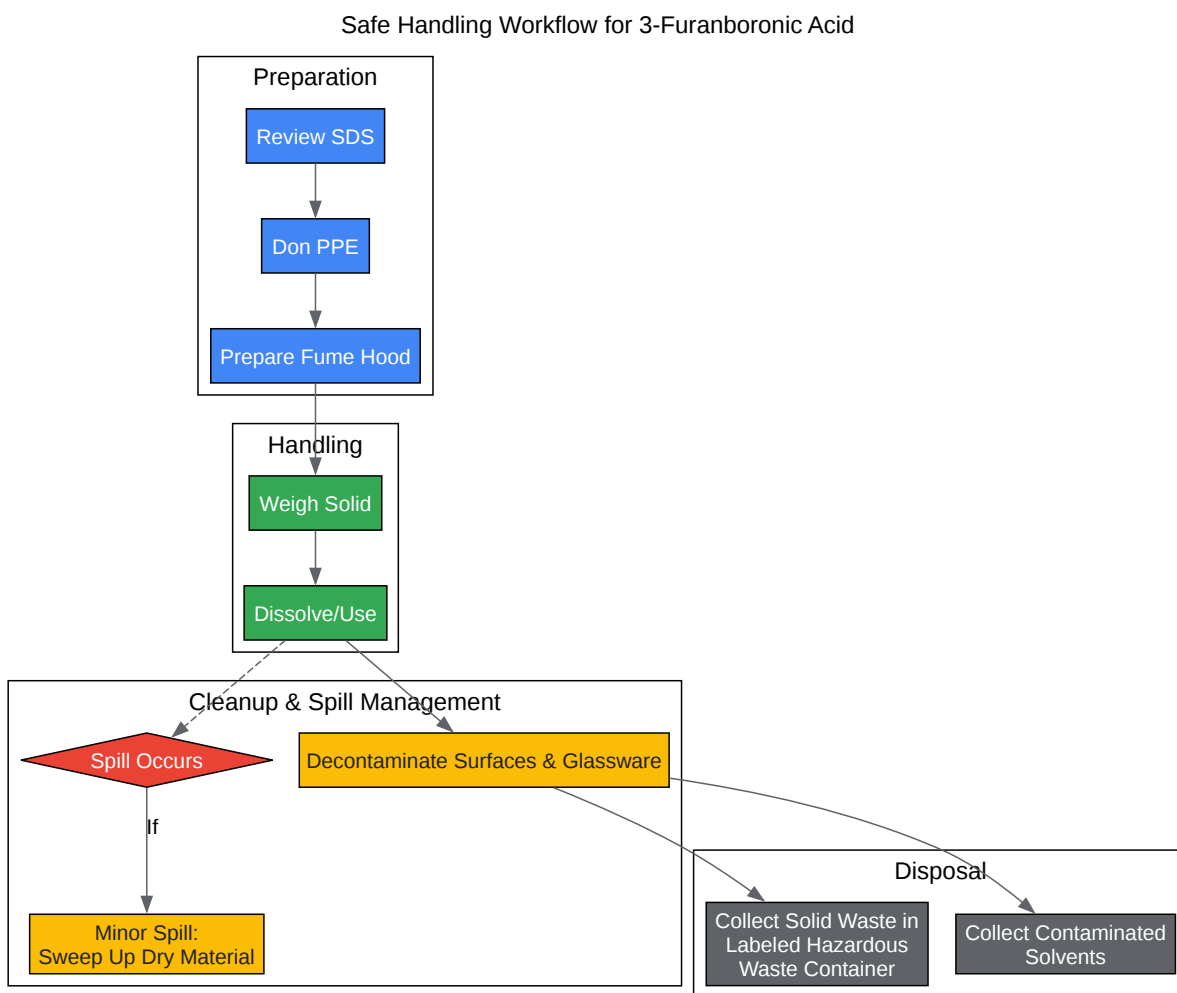 Safe Handling Workflow for 3-Furanboronic Acid
Preparation
Review SDS
Don PPE
Prepare Fume Hood
Handling
Weigh Solid
Dissolve/Use
Cleanup & Spill Management
Spill Occurs
Decontaminate Surfaces & Glassware
If
Minor Spill:
Sweep Up Dry Material
Disposal
Collect Solid Waste in
Labeled Hazardous
Waste Container
Collect Contaminated
Solvents